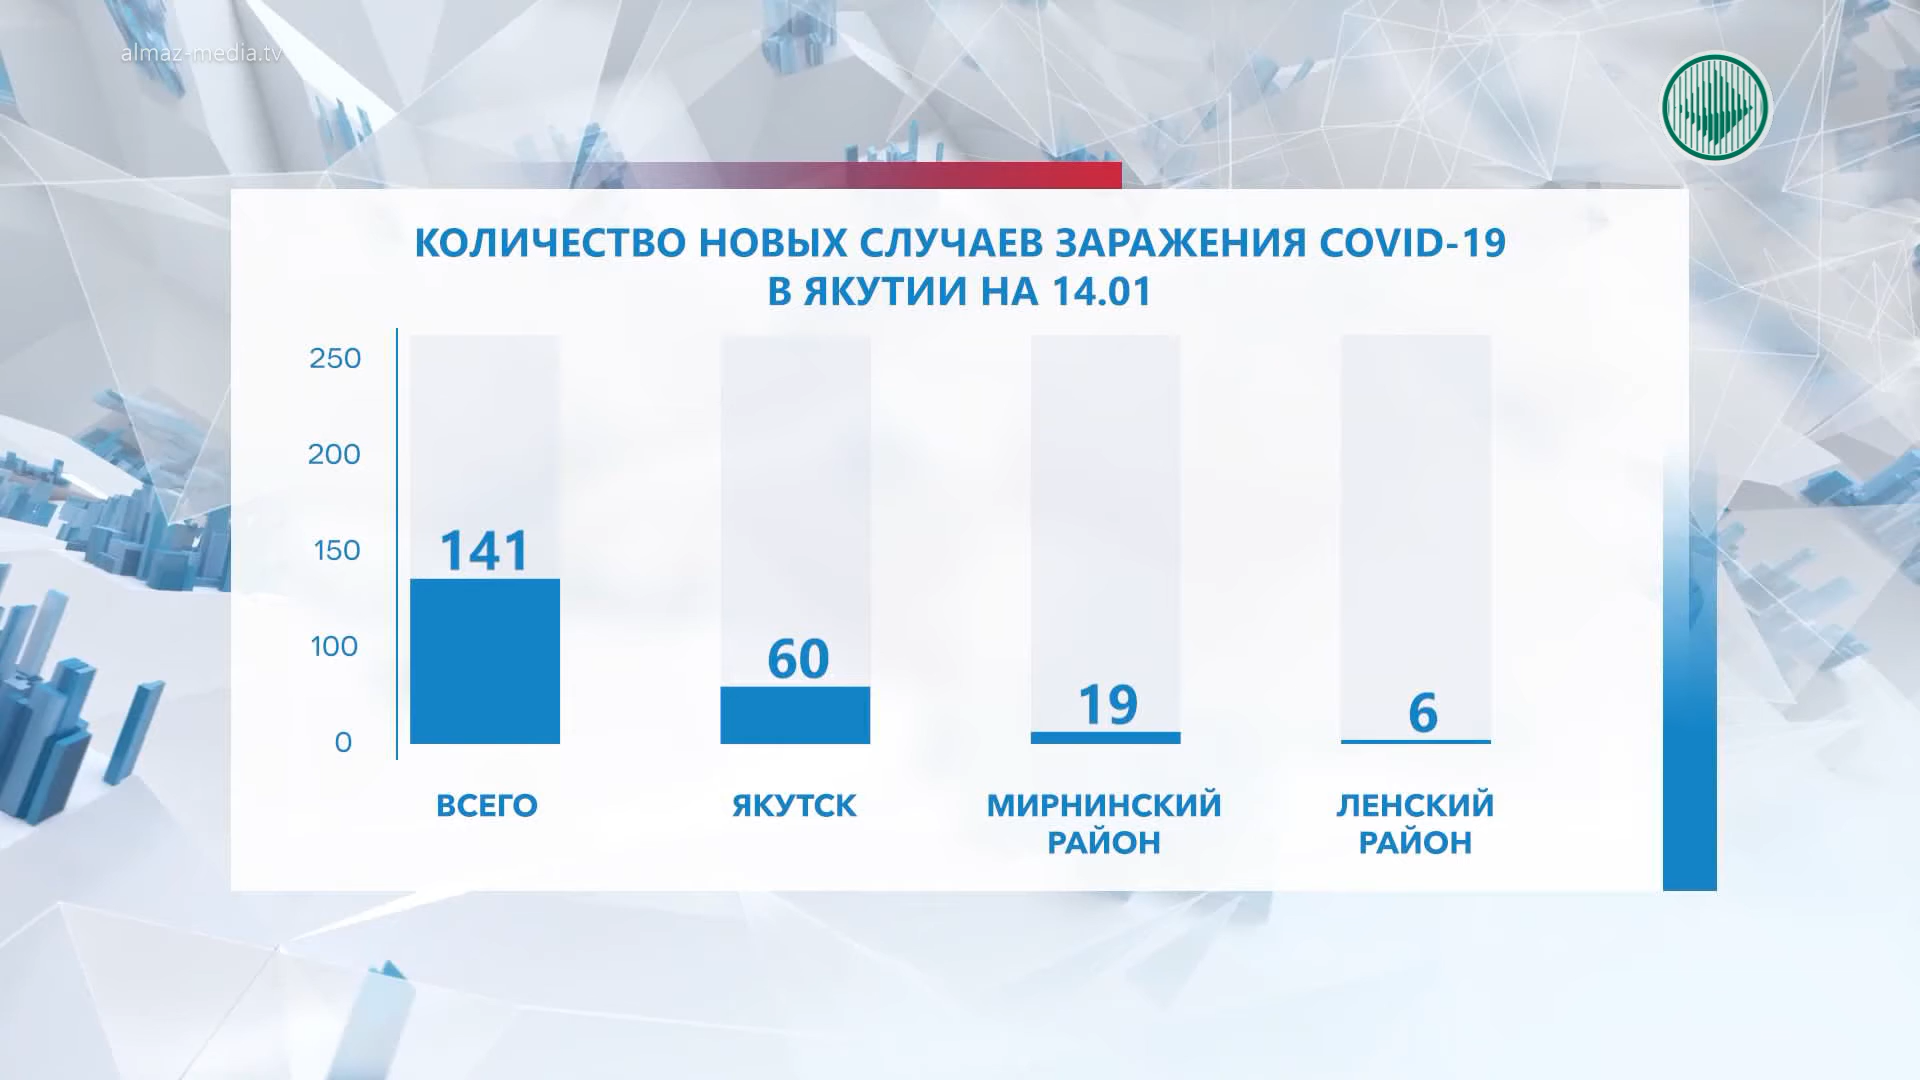 almaz-media.tv
КОЛИЧЕСТВО НОВЫХ СЛУЧАЕВ ЗАРАЖЕНИЯ COVID-19
В ЯКУТИИ НА 14.01
250
200
150
100
0
141
60
19
6
ВСЕГО
ЯКУТСК
МИРНИНСКИЙ
РАЙОН
ЛЕНСКИЙ
РАЙОН